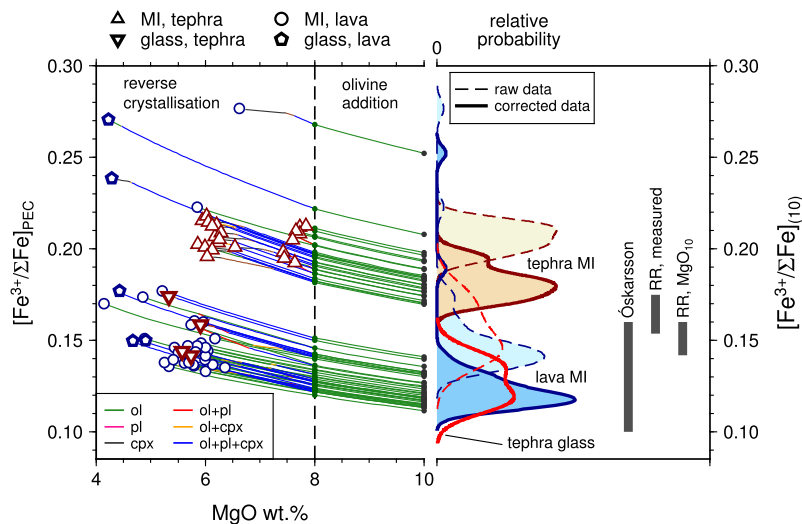 MI, tephra
MI, lava
glass, tephra
glass, lava
relative
probability
0
reverse
crystallisation
olivine
addition
raw data
corrected data
0.30
0.25
0.20
0.15
0.10
[Fe³⁺/ΣFe]PEC
4
6
8
10
MgO wt.%
ol
pl
cpx
ol+pl
ol+cpx
ol+pl+cpx
tephra MI
lava MI
tephra glass
Óskarsson
RR, measured
RR, MgO₁₀
0.30
0.25
0.20
0.15
0.10
[Fe³⁺/ΣFe]₍₁₀₎